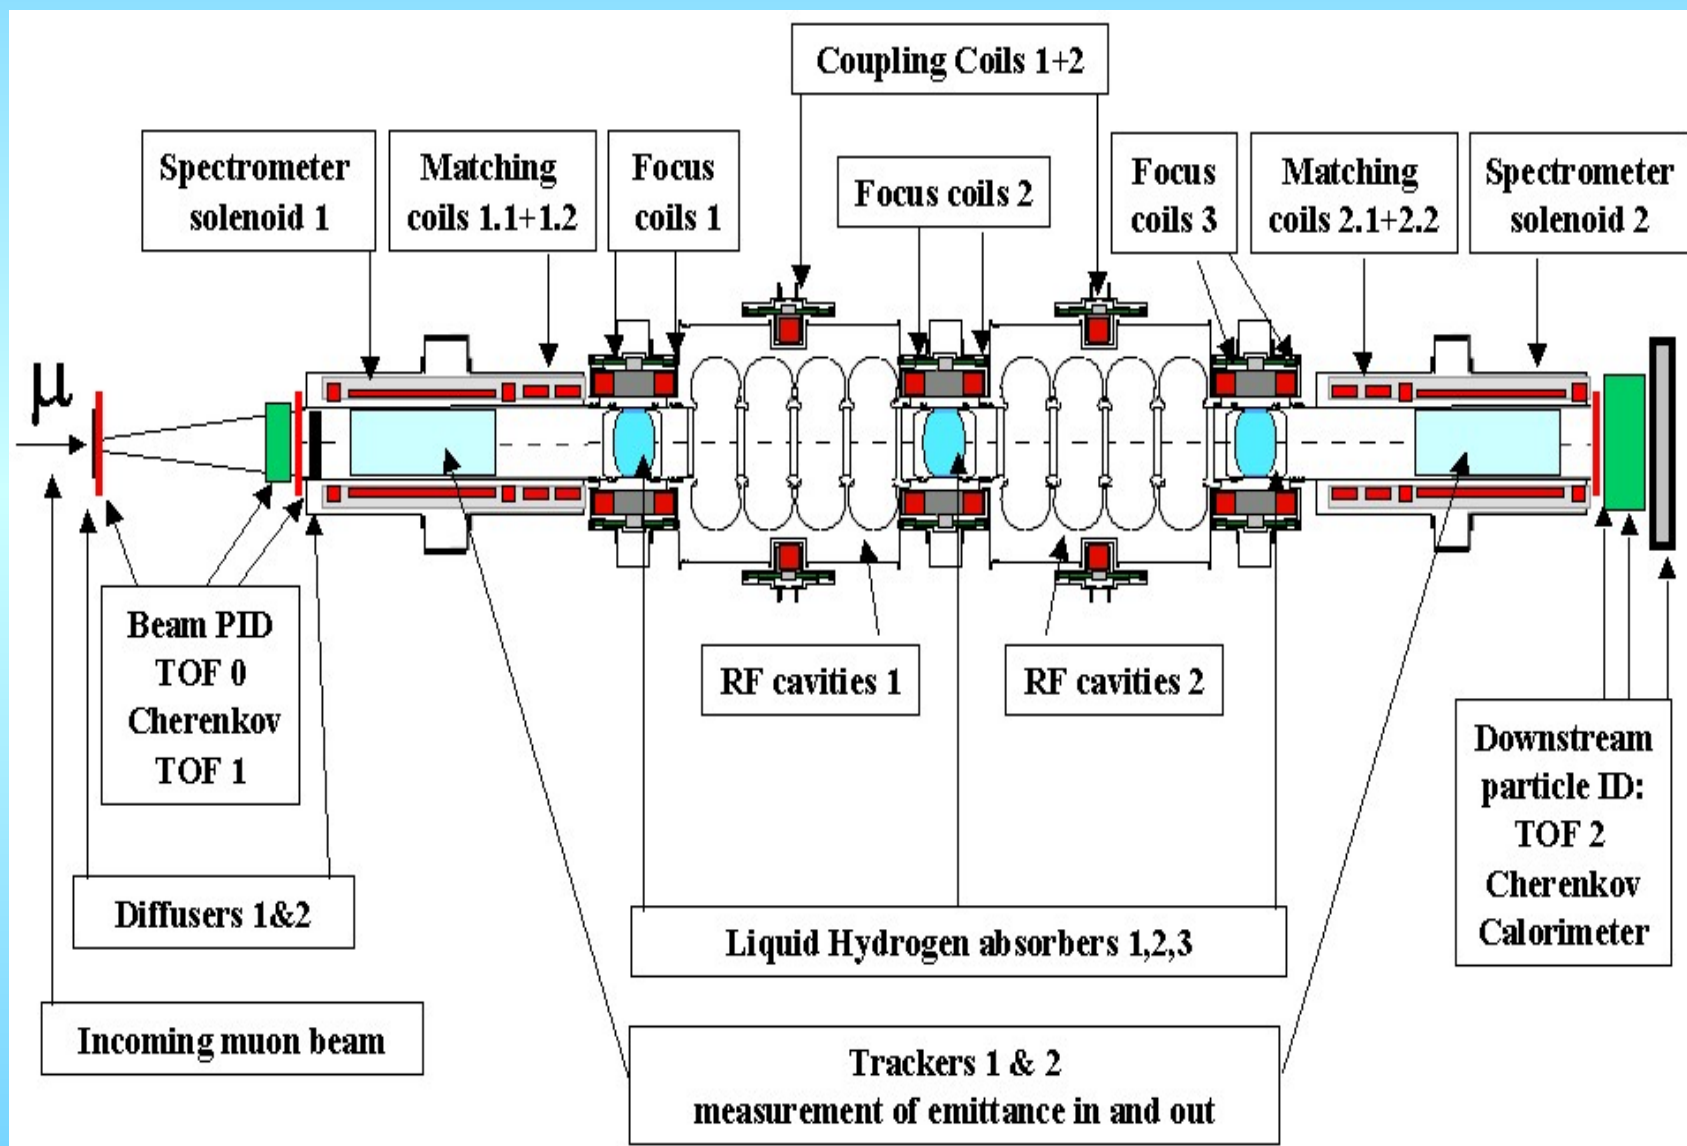 Coupling Coils 1+2
Spectrometer
solenoid 1
Matching
coils 1.1+1.2
Focus
coils 1
Focus coils 2
Focus
coils 3
Matching
coils 2.1+2.2
Spectrometer
solenoid 2
μ
Beam PID
TOF 0
Cherenkov
TOF 1
RF cavities 1
RF cavities 2
Downstream
particle ID:
TOF 2
Cherenkov
Calorimeter
Diffusers 1&2
Liquid Hydrogen absorbers 1,2,3
Incoming muon beam
Trackers 1 & 2
measurement of emittance in and out